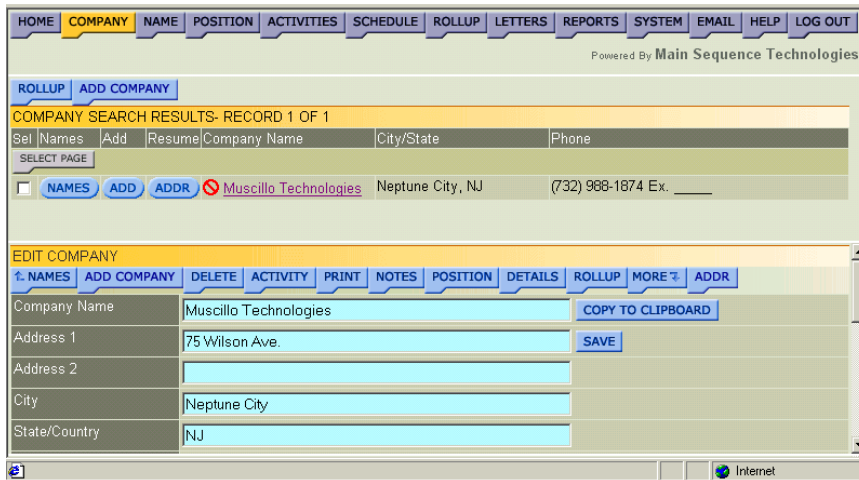 HOME COMPANY NAME POSITION ACTIVITIES SCHEDULE ROLLUP LETTERS REPORTS SYSTEM EMAIL HELP LOG OUT
Powered By Main Sequence Technologies
ROLLUP ADD COMPANY
COMPANY SEARCH RESULTS- RECORD 1 OF 1
Sel Names Add Resume Company Name City/State Phone
SELECT PAGE
NAMES ADD ADDR Muscillo Technologies Neptune City, NJ (732) 988-1874 Ex. _____
EDIT COMPANY
NAMES ADD COMPANY DELETE ACTIVITY PRINT NOTES POSITION DETAILS ROLLUP MORE ADDR
Company Name Muscillo Technologies COPY TO CLIPBOARD
Address 1 75 Wilson Ave. SAVE
Address 2
City Neptune City
State/Country NJ
Internet